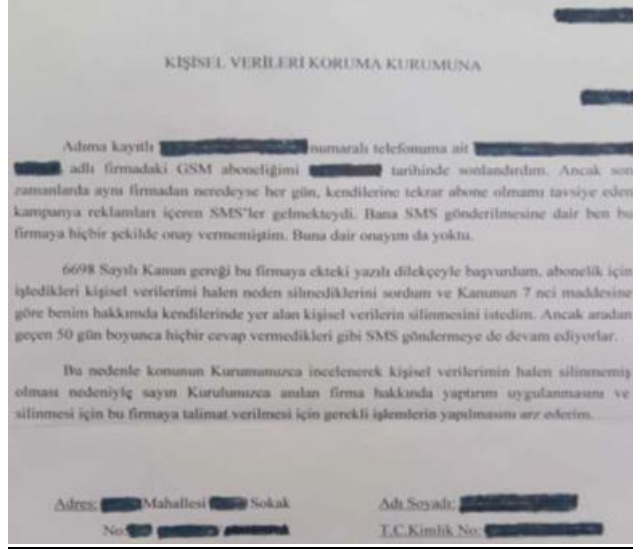 KİŞİSEL VERİLERİ KORUMA KURUMUNA
Adıma kayıtlı numaralı telefonuma ait
adlı firmadaki GSM aboneliğimi tarihinde sonlandırdım. Ancak son
zamanlarda aynı firmadan neredeyse her gün, kendilerine tekrar abone olmamı tavsiye eden
kampanya reklamları içeren SMS'ler gelmekteydi. Bana SMS gönderilmesine dair ben bu
firmaya hiçbir şekilde onay vermemiştim. Buna dair onayım da yoktu.
6698 Sayılı Kanun gereği bu firmaya ekteki yazılı dilekçeyle başvurdum, abonelik için
işledikleri kişisel verilerimi halen neden silmediklerini sordum ve Kanunun 7 nci maddesine
göre benim hakkımda kendilerinde yer alan kişisel verilerin silinmesini istedim. Ancak aradan
geçen 50 gün boyunca hiçbir cevap vermedikleri gibi SMS göndermeye de devam ediyorlar.
Bu nedenle konunun Kurumunuzca incelenerek kişisel verilerimin halen silinmemiş
olması nedeniyle sayın Kurulunuzca anılan firma hakkında yaptırım uygulanmasını ve
silinmesi için bu firmaya talimat verilmesi için gerekli işlemlerin yapılmasını arz ederim.
Adres: Mahallesi Sokak
No:
Adı Soyadı:
T.C.Kimlik No: